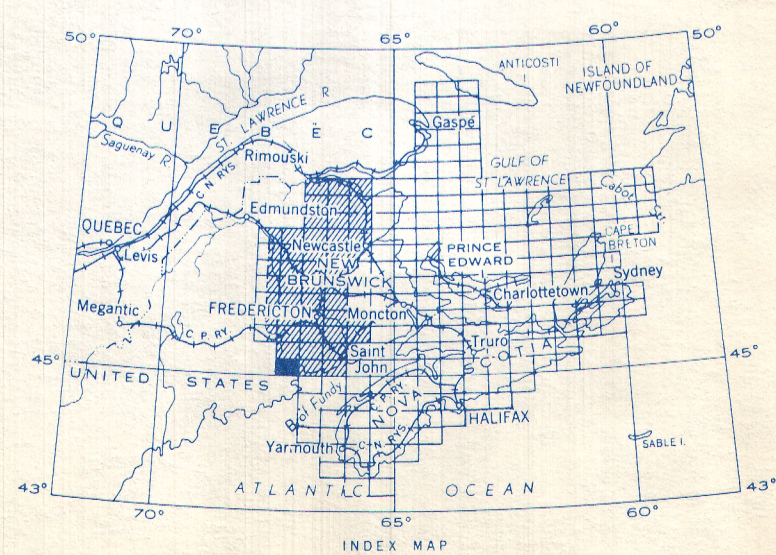 50° 70° 65° 60° 50°
ANTICOSTI
I
ISLAND OF
NEWFOUNDLAND
QUEBËC
ST LAWRENCE R
Saguenay R
Gaspé
Rimouski
C N RYS
GULF OF
ST LAWRENCE
Cabot
Edmundston
QUEBEC
Levis
Newcastle
NEW
BRUNSWICK
PRINCE
EDWARD
I
CAPE
BRETON
I
Sydney
Charlottetown
Megantic
C P RY
FREDERICTON
Moncton
Truro
Saint
John
45° 45°
UNITED STATES
B of Fundy
C P RY
NOVA SCOTIA
C N RYS
HALIFAX
Yarmouth
SABLE I.
ATLANTIC OCEAN
43° 43°
70° 65° 60°
INDEX MAP